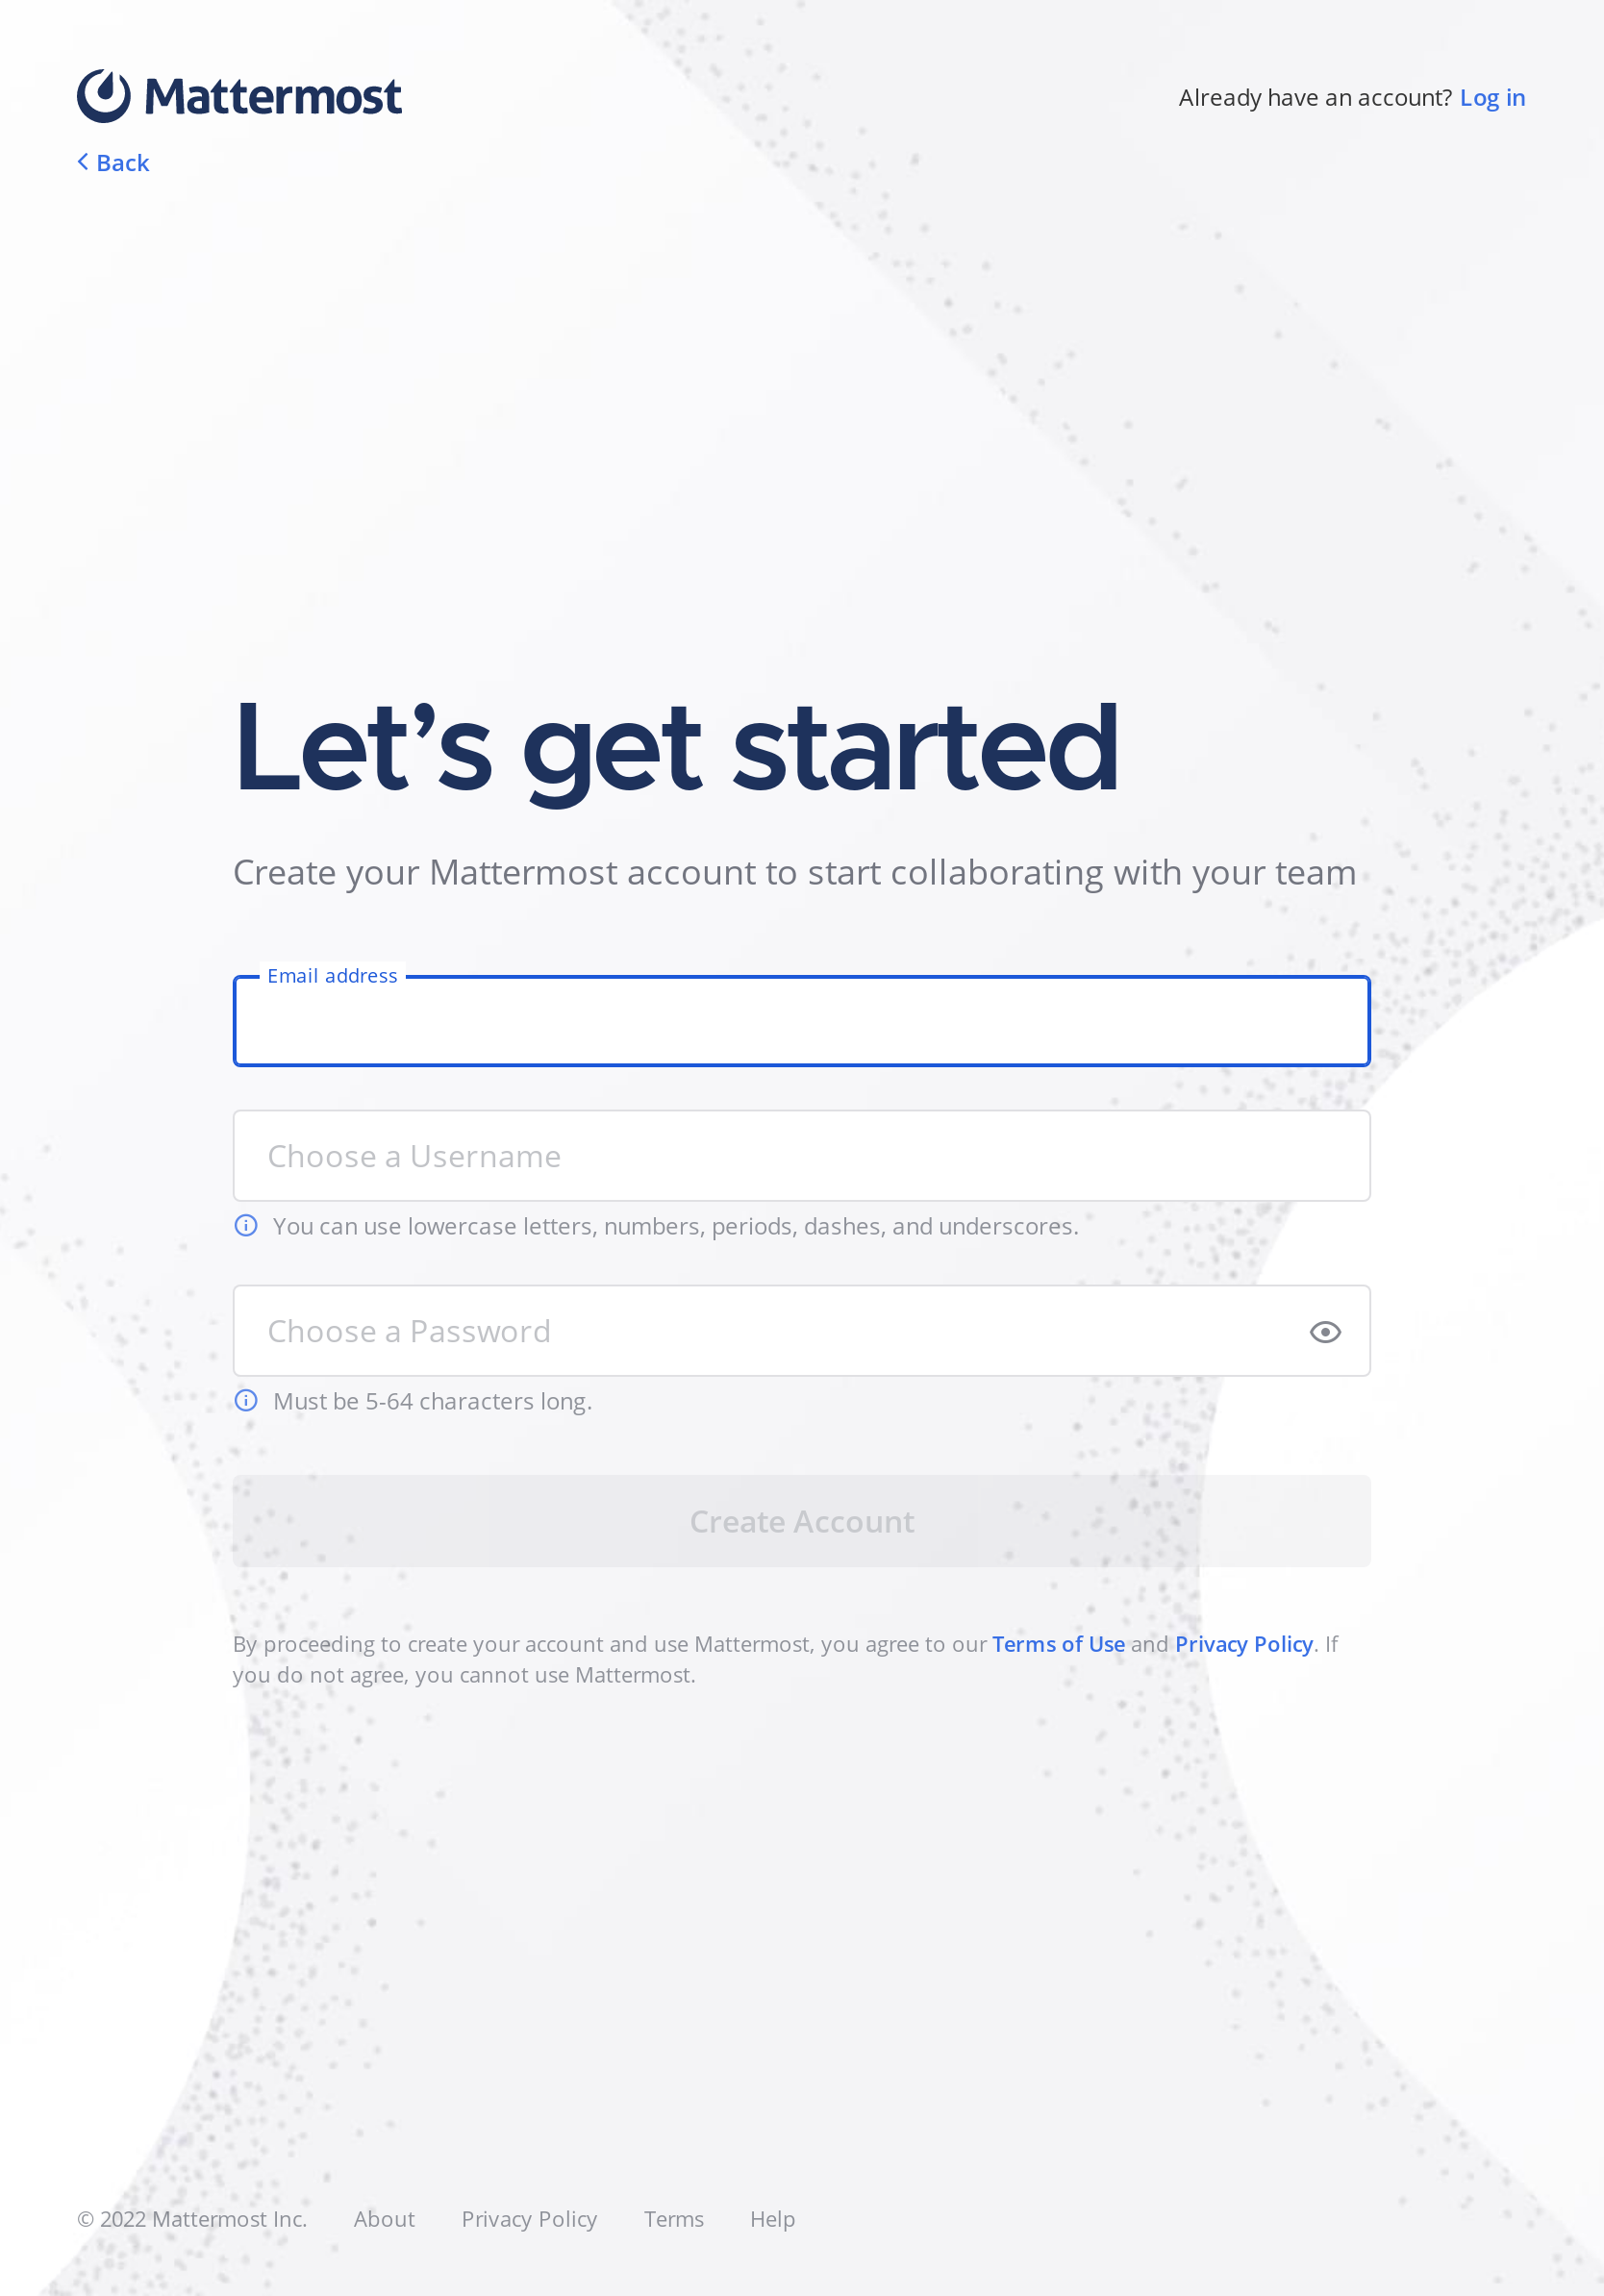 Mattermost
Already have an account? Log in
Back
Let’s get started
Create your Mattermost account to start collaborating with your team
Email address
Choose a Username
You can use lowercase letters, numbers, periods, dashes, and underscores.
Choose a Password
Must be 5-64 characters long.
Create Account
By proceeding to create your account and use Mattermost, you agree to our Terms of Use and Privacy Policy. If
you do not agree, you cannot use Mattermost.
© 2022 Mattermost Inc. About Privacy Policy Terms Help